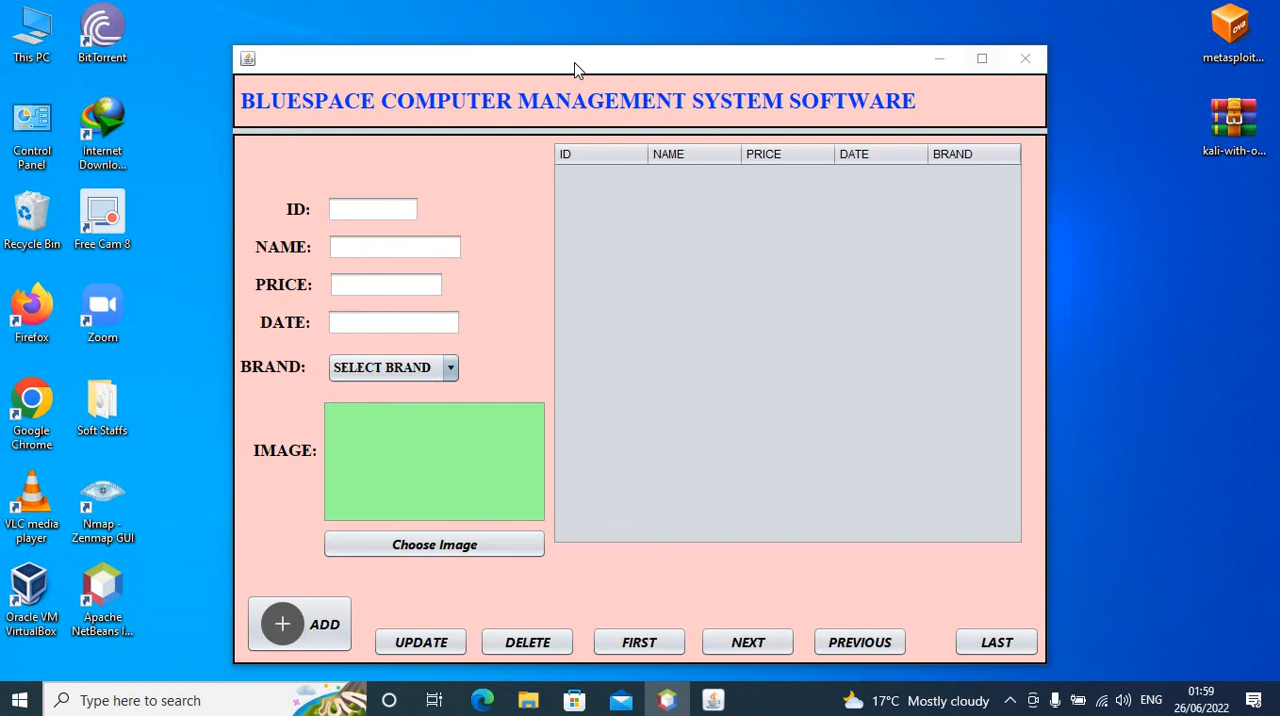 This PC
BitTorrent
metasploit...
Control
Panel
Internet
Downlo...
kali-with-o...
Recycle Bin
Free Cam 8
Firefox
Zoom
Google
Chrome
Soft Staffs
VLC media
player
Nmap -
Zenmap GUI
Oracle VM
VirtualBox
Apache
NetBeans I...
BLUESPACE COMPUTER MANAGEMENT SYSTEM SOFTWARE
ID NAME PRICE DATE BRAND
ID:
NAME:
PRICE:
DATE:
BRAND: SELECT BRAND
IMAGE:
Choose Image
ADD
UPDATE DELETE FIRST NEXT PREVIOUS LAST
Type here to search
17°C Mostly cloudy
ENG
01:59
26/06/2022